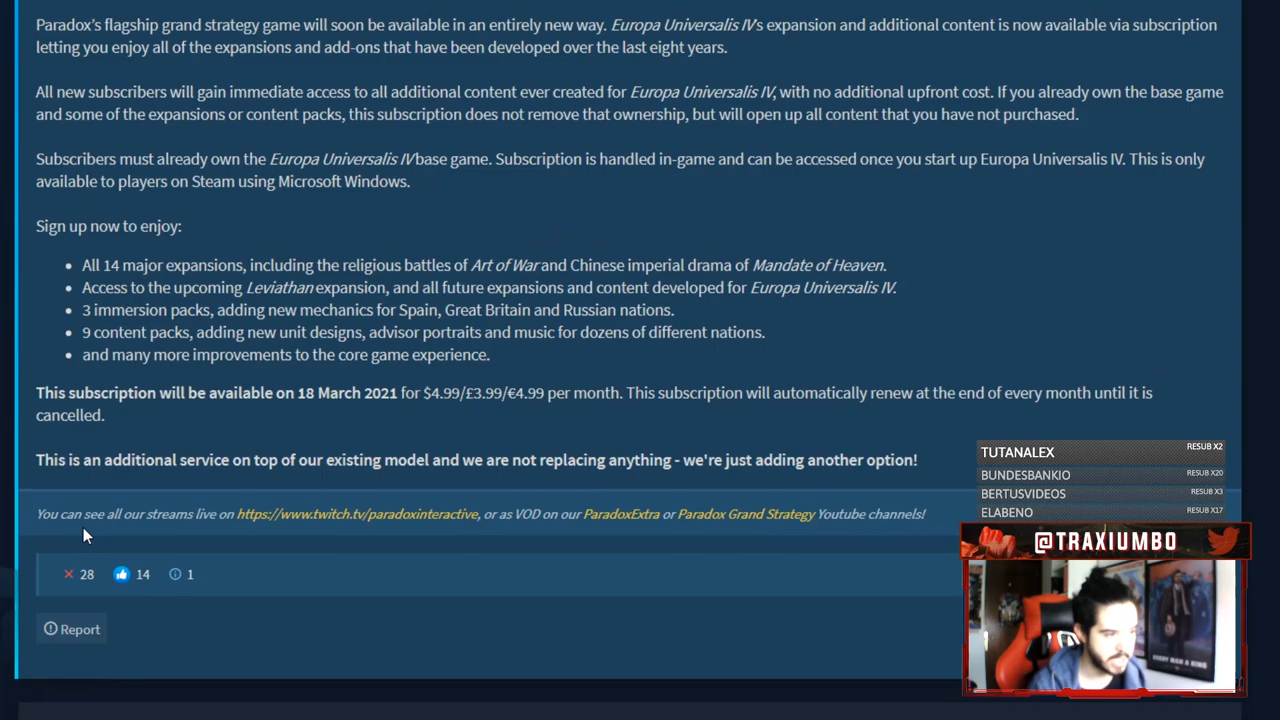 Paradox's flagship grand strategy game will soon be available in an entirely new way. Europa Universalis IV's expansion and additional content is now available via subscription
letting you enjoy all of the expansions and add-ons that have been developed over the last eight years.
All new subscribers will gain immediate access to all additional content ever created for Europa Universalis IV, with no additional upfront cost. If you already own the base game
and some of the expansions or content packs, this subscription does not remove that ownership, but will open up all content that you have not purchased.
Subscribers must already own the Europa Universalis IV base game. Subscription is handled in-game and can be accessed once you start up Europa Universalis IV. This is only
available to players on Steam using Microsoft Windows.
Sign up now to enjoy:
• All 14 major expansions, including the religious battles of Art of War and Chinese imperial drama of Mandate of Heaven.
• Access to the upcoming Leviathan expansion, and all future expansions and content developed for Europa Universalis IV.
• 3 immersion packs, adding new mechanics for Spain, Great Britain and Russian nations.
• 9 content packs, adding new unit designs, advisor portraits and music for dozens of different nations.
• and many more improvements to the core game experience.
This subscription will be available on 18 March 2021 for $4.99/£3.99/€4.99 per month. This subscription will automatically renew at the end of every month until it is
cancelled.
This is an additional service on top of our existing model and we are not replacing anything - we're just adding another option!
You can see all our streams live on https://www.twitch.tv/paradoxinteractive, or as VOD on our ParadoxExtra or Paradox Grand Strategy Youtube channels!
28 14 1
Report
TUTANALEX RESUB X2
BUNDESBANKIO RESUB X20
BERTUSVIDEOS RESUB X3
ELABENO RESUB X17
@TRAXIUMBO
EVERY MAN A KING